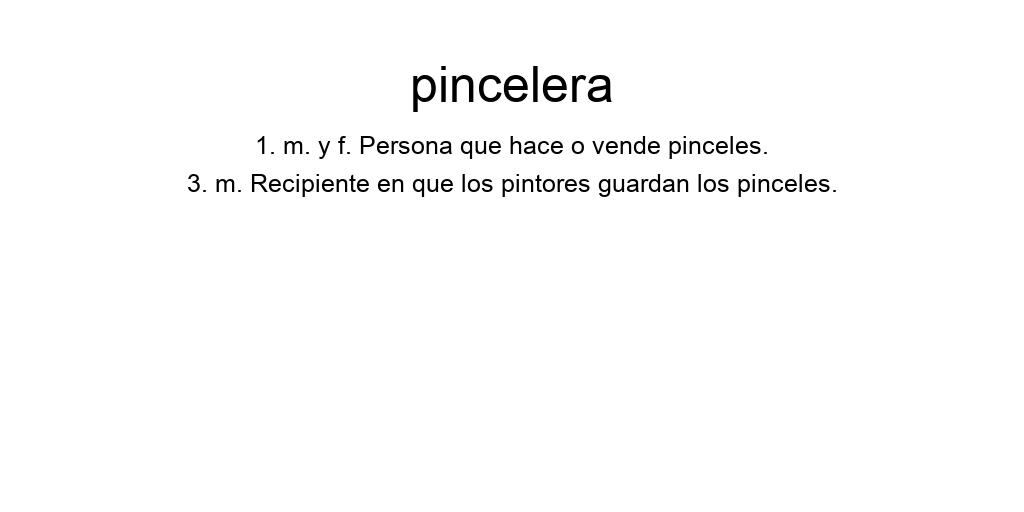 pincelera
1. m. y f. Persona que hace o vende pinceles.
3. m. Recipiente en que los pintores guardan los pinceles.